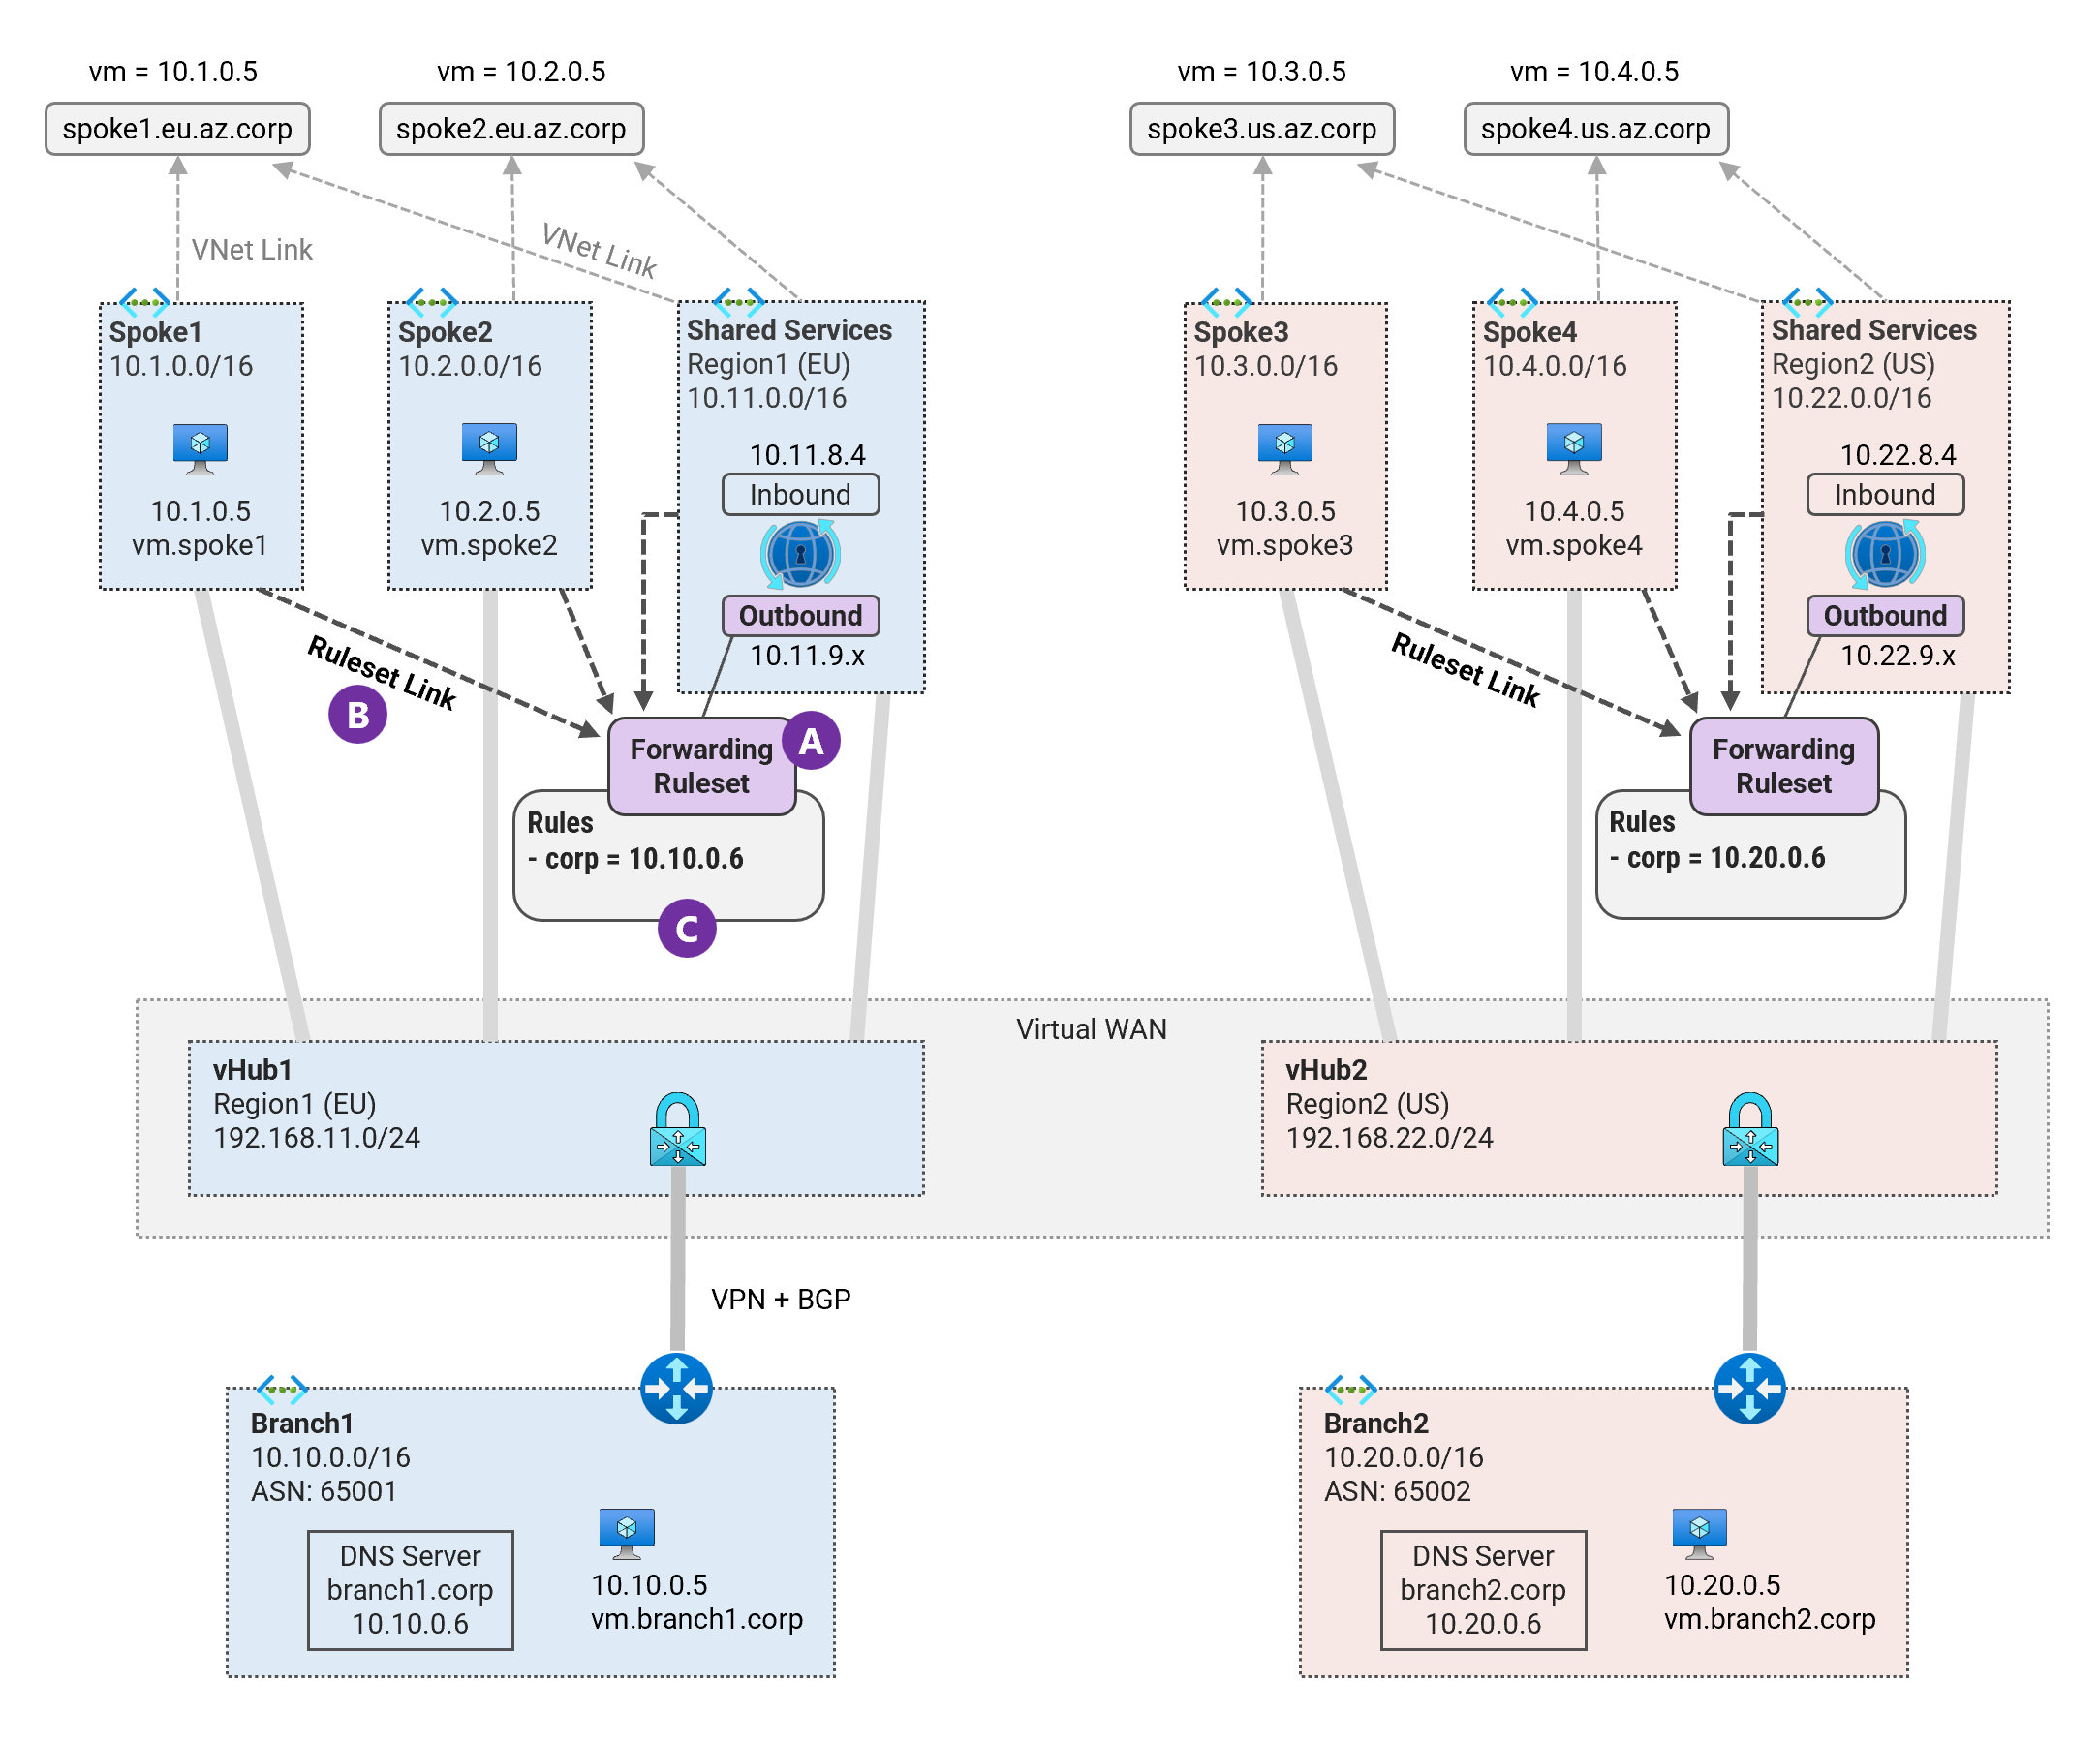 vm = 10.1.0.5
vm = 10.2.0.5
vm = 10.3.0.5
vm = 10.4.0.5
spoke1.eu.az.corp
spoke2.eu.az.corp
spoke3.us.az.corp
spoke4.us.az.corp
VNet Link
VNet Link
Spoke1
10.1.0.0/16
10.1.0.5
vm.spoke1
Spoke2
10.2.0.0/16
10.2.0.5
vm.spoke2
Shared Services
Region1 (EU)
10.11.0.0/16
10.11.8.4
Inbound
Outbound
10.11.9.x
Spoke3
10.3.0.0/16
10.3.0.5
vm.spoke3
Spoke4
10.4.0.0/16
10.4.0.5
vm.spoke4
Shared Services
Region2 (US)
10.22.0.0/16
10.22.8.4
Inbound
Outbound
10.22.9.x
Ruleset Link
B
Forwarding
Ruleset
A
Rules
- corp = 10.10.0.6
C
Ruleset Link
Forwarding
Ruleset
Rules
- corp = 10.20.0.6
Virtual WAN
vHub1
Region1 (EU)
192.168.11.0/24
vHub2
Region2 (US)
192.168.22.0/24
VPN + BGP
Branch1
10.10.0.0/16
ASN: 65001
DNS Server
branch1.corp
10.10.0.6
10.10.0.5
vm.branch1.corp
Branch2
10.20.0.0/16
ASN: 65002
DNS Server
branch2.corp
10.20.0.6
10.20.0.5
vm.branch2.corp